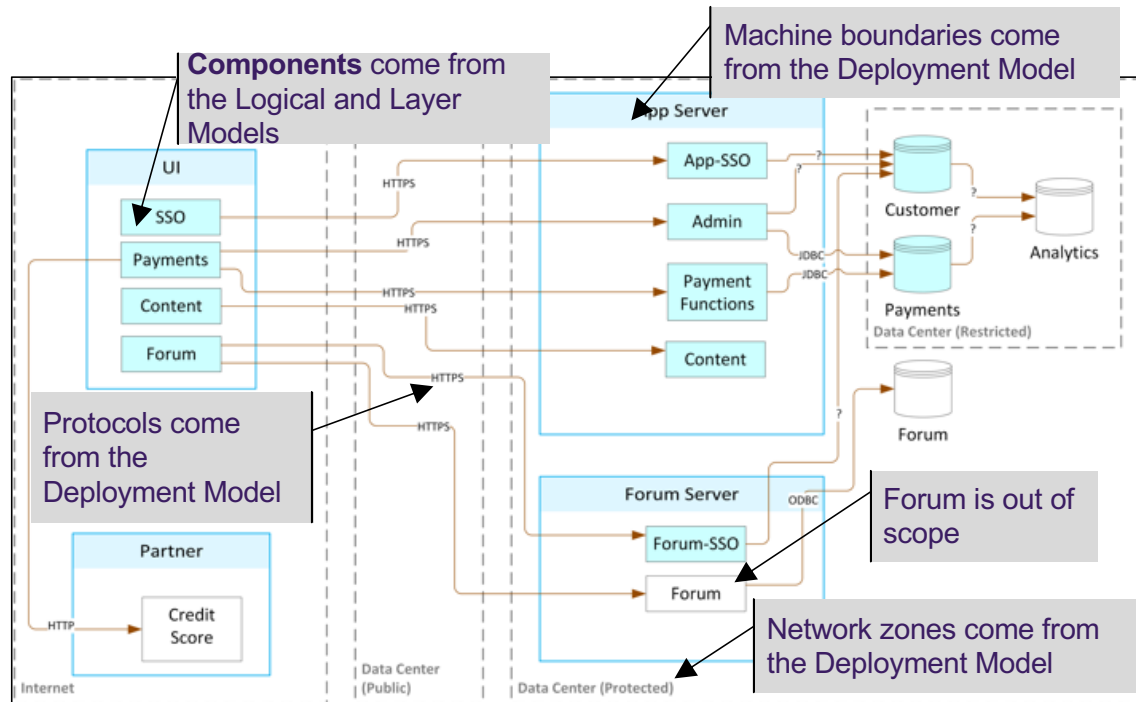 Components come from
the Logical and Layer
Models
Machine boundaries come
from the Deployment Model
App Server
UI
SSO
Payments
Content
Forum
HTTPS
HTTPS
HTTPS
HTTPS
HTTPS
App-SSO
Admin
Payment
Functions
Content
?
?
?
?
?
JDBC
JDBC
Customer
Payments
Analytics
Data Center (Restricted)
Forum
Protocols come
from the
Deployment Model
Forum Server
ODBC
Forum-SSO
Forum
Forum is out of
scope
Partner
Credit
Score
HTTP
Network zones come from
the Deployment Model
Internet
Data Center
(Public)
Data Center (Protected)